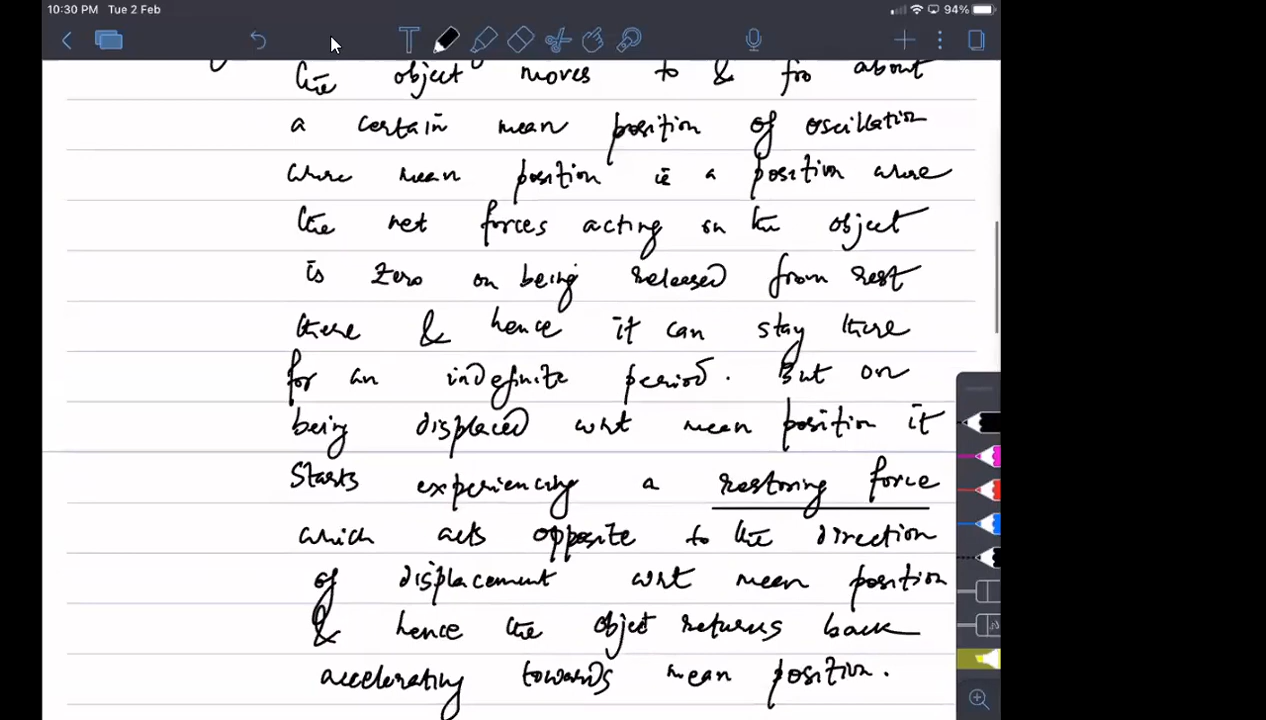 10:30 PM Tue 2 Feb
94%
the object moves to & fro about
a certain mean position of oscillation
where mean position is a position where
the net forces acting on the object
is zero on being released from rest
there & hence it can stay there
for an indefinite period. But on
being displaced wrt mean position it
starts experiencing a restoring force
which acts opposite to the direction
of displacement wrt mean position
& hence the object returns back
accelerating towards mean position.